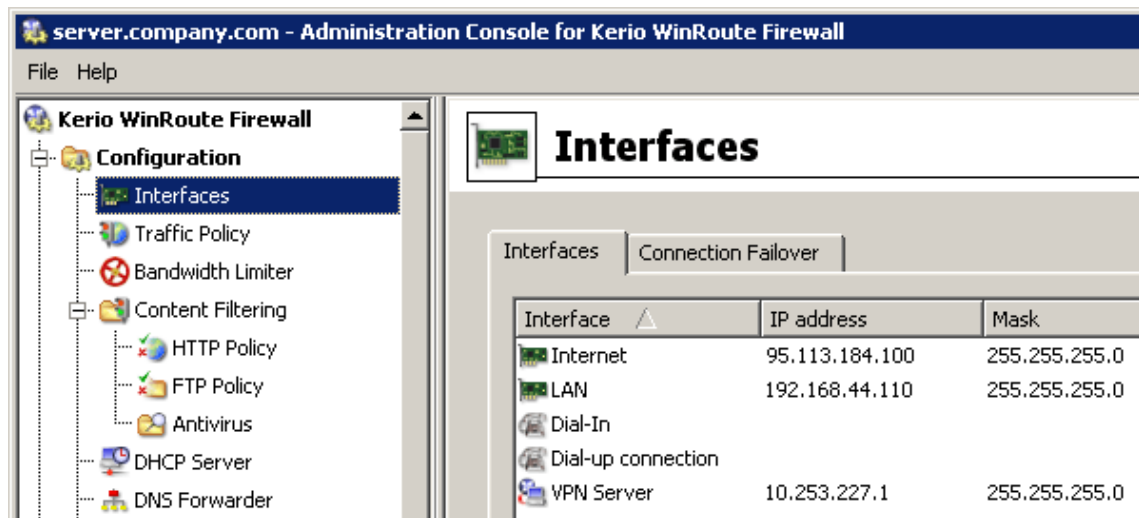 server.company.com - Administration Console for Kerio WinRoute Firewall
File Help
Kerio WinRoute Firewall
Configuration
Interfaces
Traffic Policy
Bandwidth Limiter
Content Filtering
HTTP Policy
FTP Policy
Antivirus
DHCP Server
DNS Forwarder
Interfaces
Interfaces Connection Failover
Interface IP address Mask
Internet 95.113.184.100 255.255.255.0
LAN 192.168.44.110 255.255.255.0
Dial-In
Dial-up connection
VPN Server 10.253.227.1 255.255.255.0